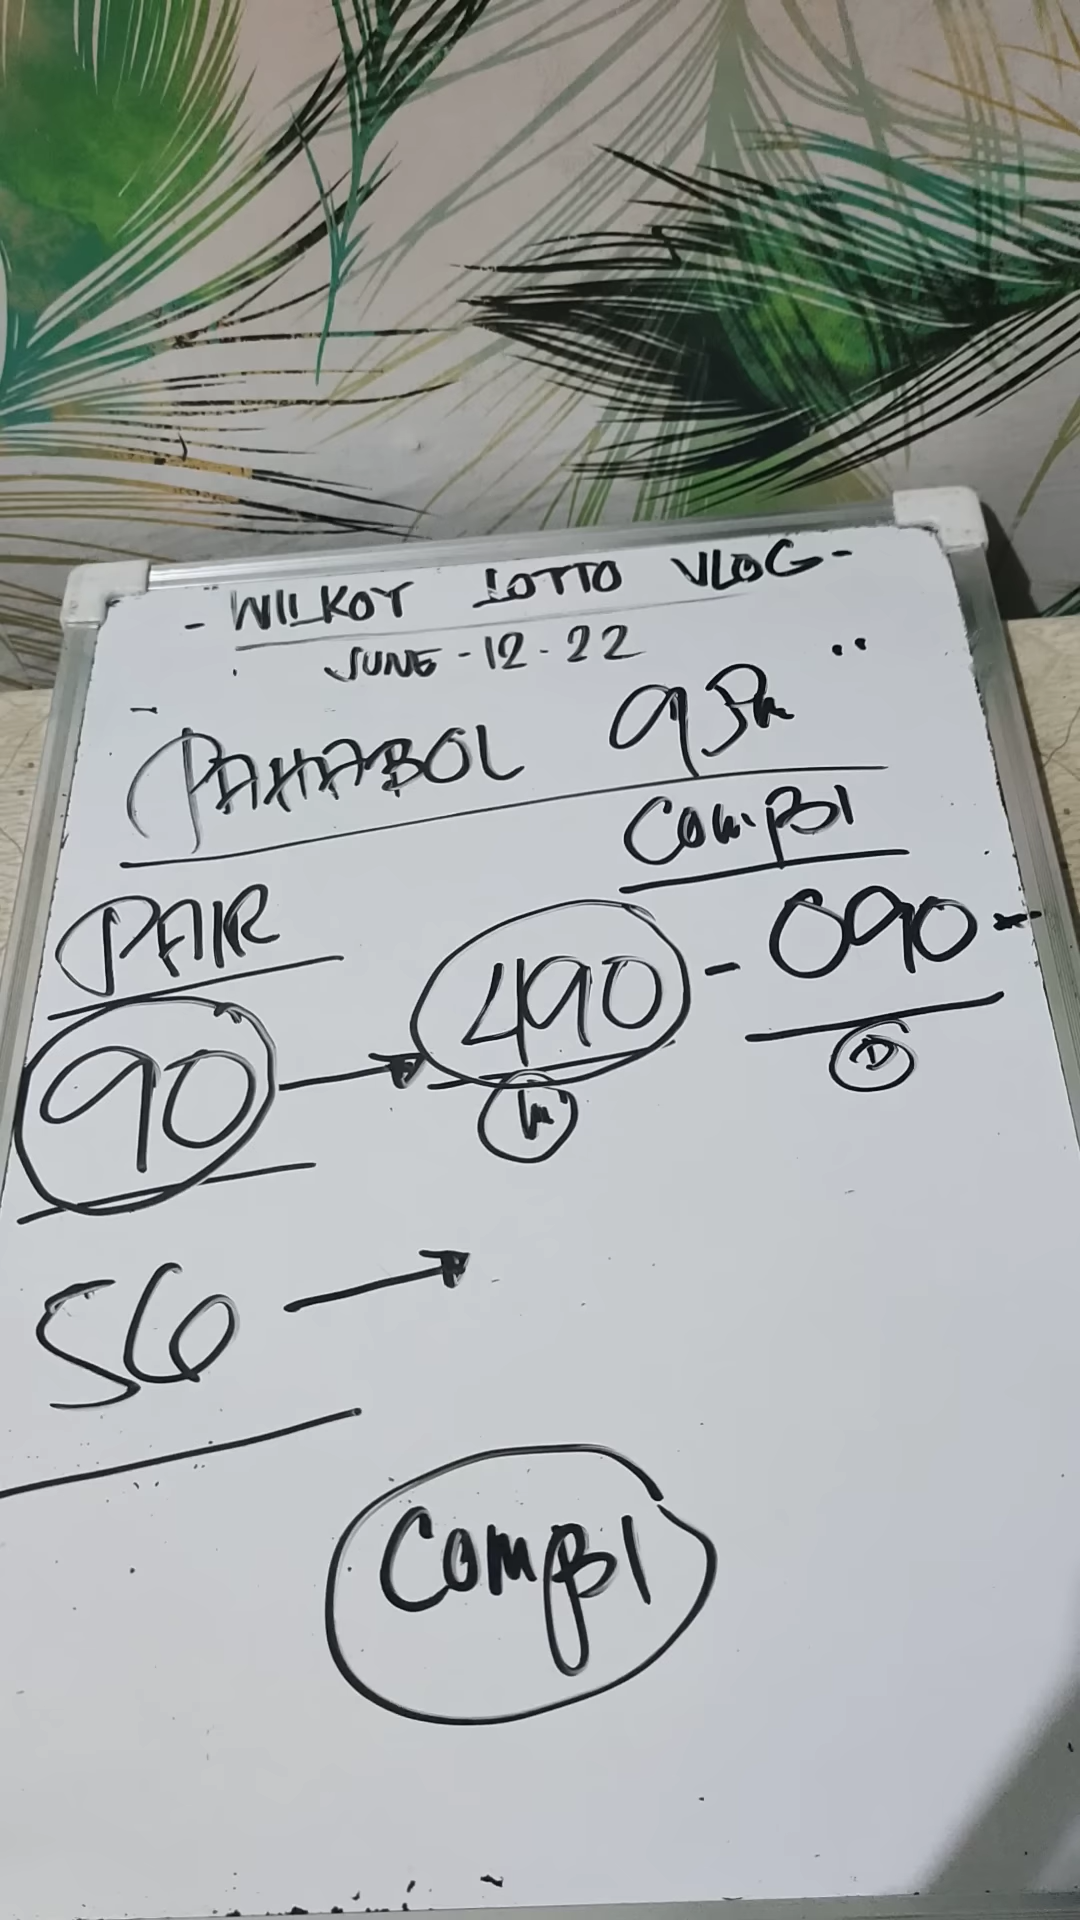 - WILKOY LOTTO VLOG -
JUNE - 12 - 22
PAHABOL 9PM
COMBI
PAIR
90 → 490 - 090 -
M D
56 →
COMBI